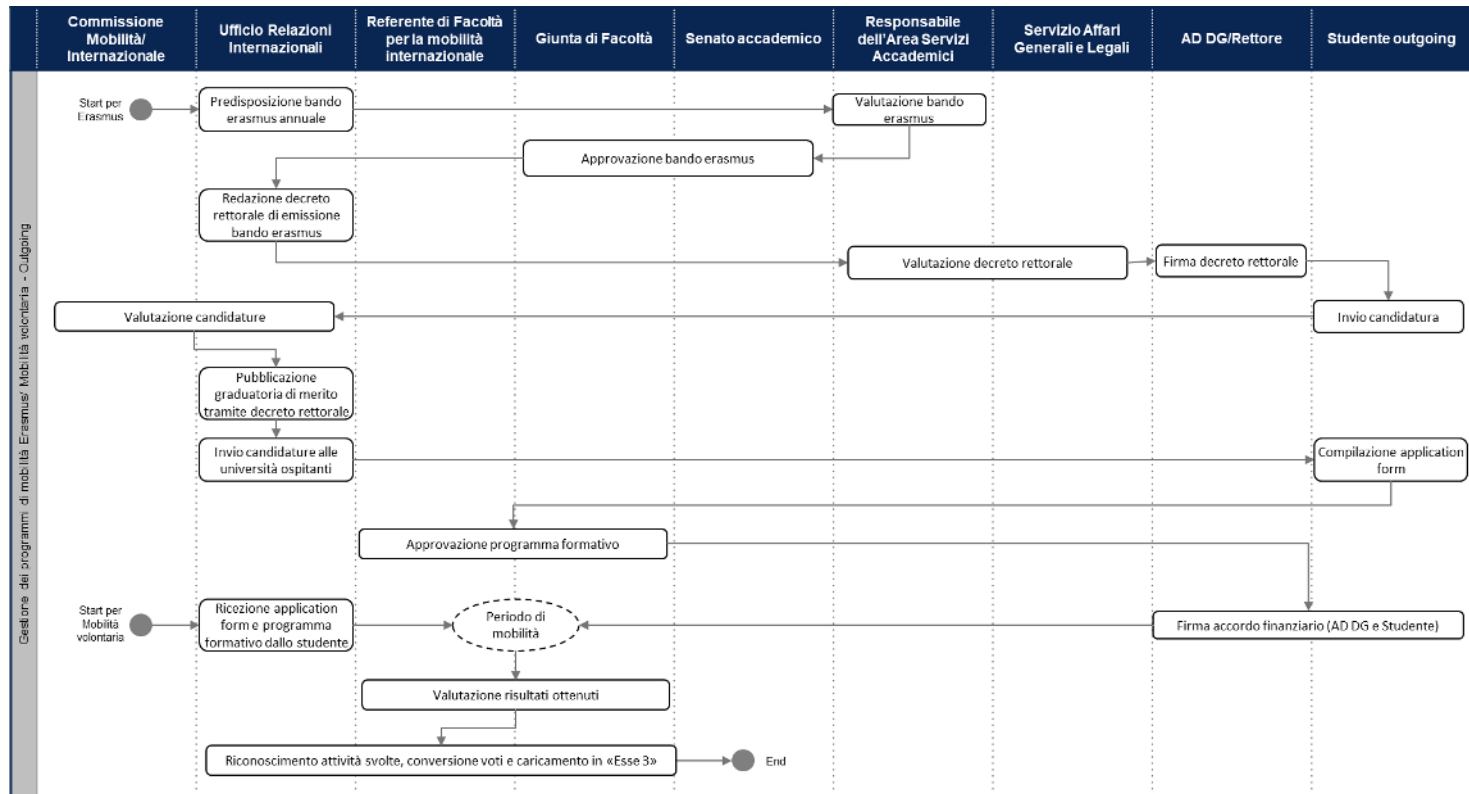 Commissione
Mobilità/
Internazionale
Ufficio Relazioni
Internazionali
Referente di Facoltà
per la mobilità
internazionale
Giunta di Facoltà
Senato accademico
Responsabile
dell'Area Servizi
Accademici
Servizio Affari
Generali e Legali
AD DG/Rettore
Studente outgoing
Gestione dei programmi di mobilità Erasmus/ Mobilità volontaria - Outgoing
Start per
Erasmus
Predisposizione bando
erasmus annuale
Valutazione bando
erasmus
Approvazione bando erasmus
Redazione decreto
rettorale di emissione
bando erasmus
Valutazione decreto rettorale
Firma decreto rettorale
Valutazione candidature
Invio candidatura
Pubblicazione
graduatoria di merito
tramite decreto rettorale
Invio candidature alle
università ospitanti
Compilazione application
form
Approvazione programma formativo
Start per
Mobilità
volontaria
Ricezione application
form e programma
formativo dallo studente
Periodo di
mobilità
Firma accordo finanziario (AD DG e Studente)
Valutazione risultati ottenuti
Riconoscimento attività svolte, conversione voti e caricamento in «Esse 3»
End